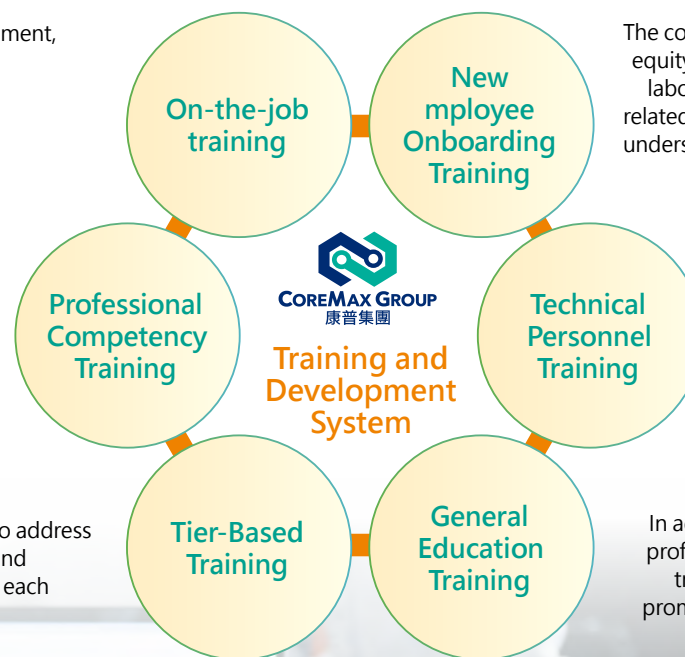 ment,
On-the-job
training
New
mployee
Onboarding
Training
The co
equity
labo
related
unders
Professional
Competency
Training
COREMAX GROUP
康普集團
Training and
Development
System
Technical
Personnel
Training
o address
nd
each
Tier-Based
Training
General
Education
Training
In a
prof
tr
prom